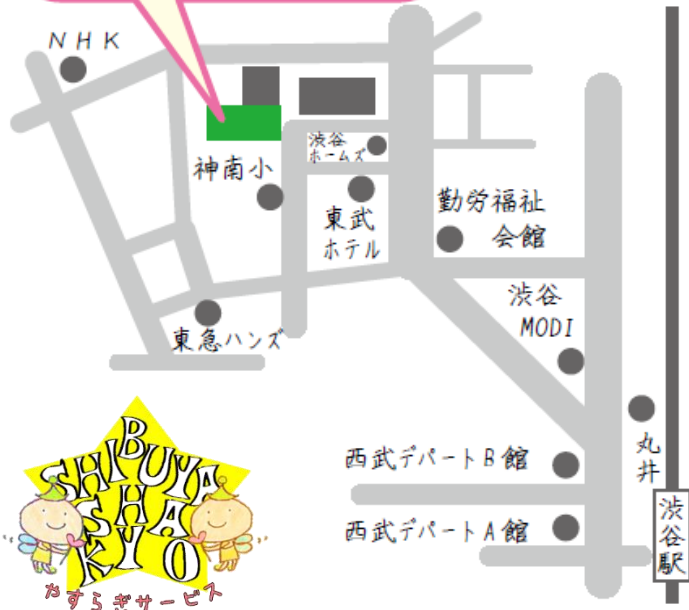 NHK
渋谷
ホームズ
神南小
東武
ホテル
勤労福祉
会館
渋谷
MODI
東急ハンズ
丸井
西武デパートB館
西武デパートA館
渋谷駅
SHIBUYA
SHA
KYO
やすらぎサービス